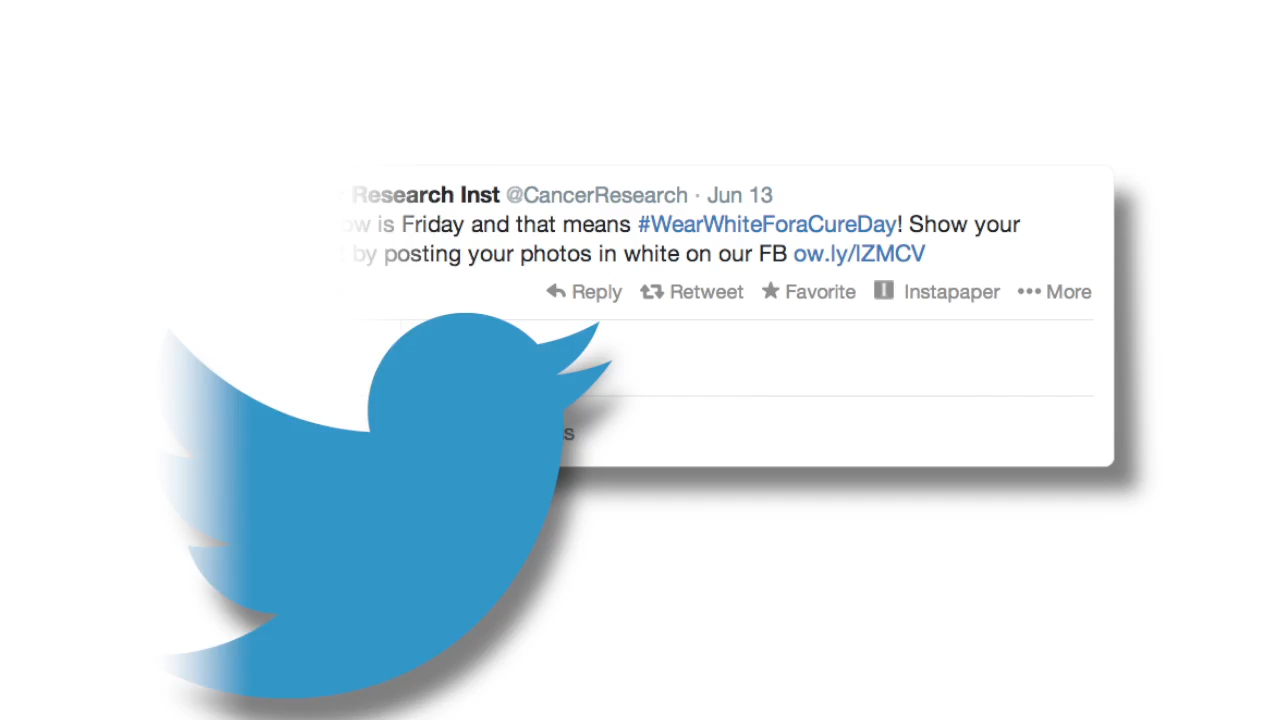 Research Inst @CancerResearch · Jun 13
ow is Friday and that means #WearWhiteForaCureDay! Show your
by posting your photos in white on our FB ow.ly/lZMCV
Reply Retweet Favorite Instapaper ••• More
s